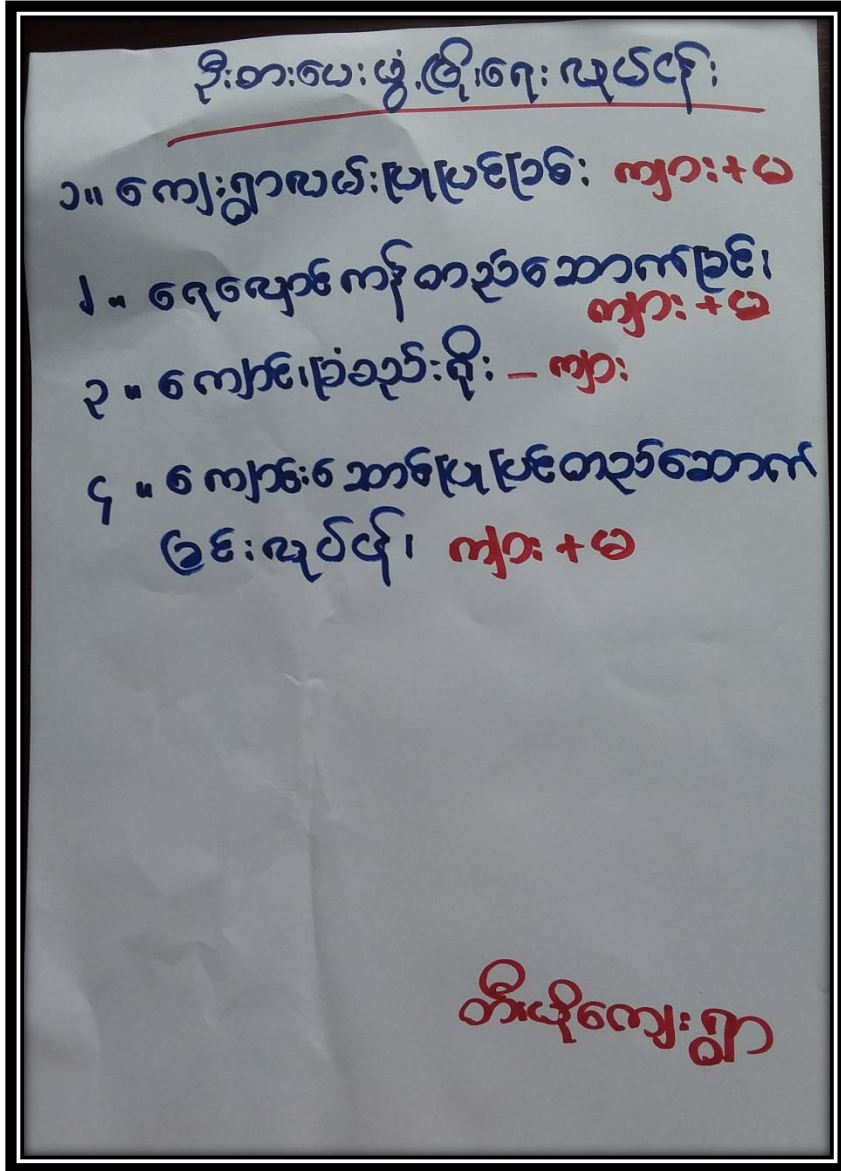 ဦးစားပေးဖွံ့ဖြိုးရေးလုပ်ငန်း
၁။ ကျေးရွာလမ်းပြုပြင်ခြင်း ကျား+မ
၂။ ရေလှောင်ကန်တည်ဆောက်ခြင်း
ကျား+မ
၃။ ကျောင်းခြံစည်းရိုး - ကျား
၄။ ကျောင်းဆောင်ပြုပြင်တည်ဆောက်
ခြင်းလုပ်ငန်း ကျား+မ
တီးယိုကျေးရွာ